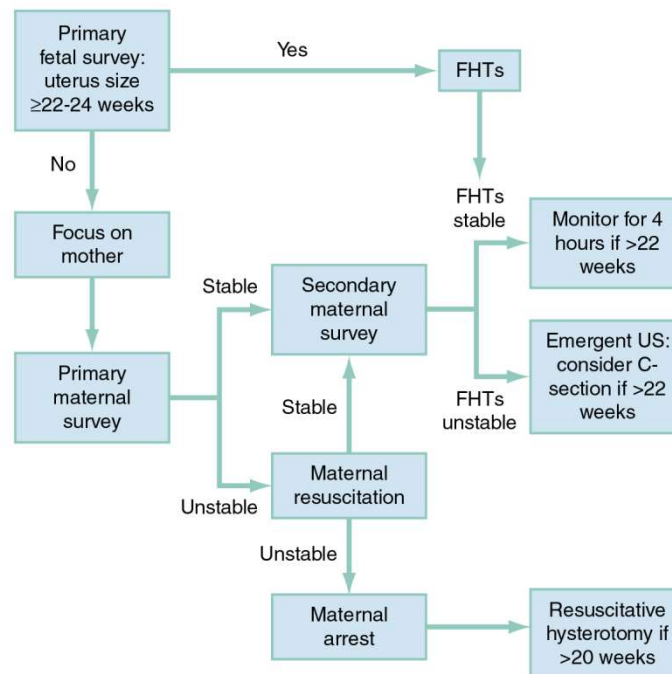 Primary
fetal survey:
uterus size
≥22-24 weeks
Yes
FHTs
No
FHTs
stable
Focus on
mother
Monitor for 4
hours if >22
weeks
Stable
Secondary
maternal
survey
Primary
maternal
survey
Emergent US:
consider C-
section if >22
weeks
FHTs
unstable
Stable
Unstable
Maternal
resuscitation
Unstable
Maternal
arrest
Resuscitative
hysterotomy if
>20 weeks